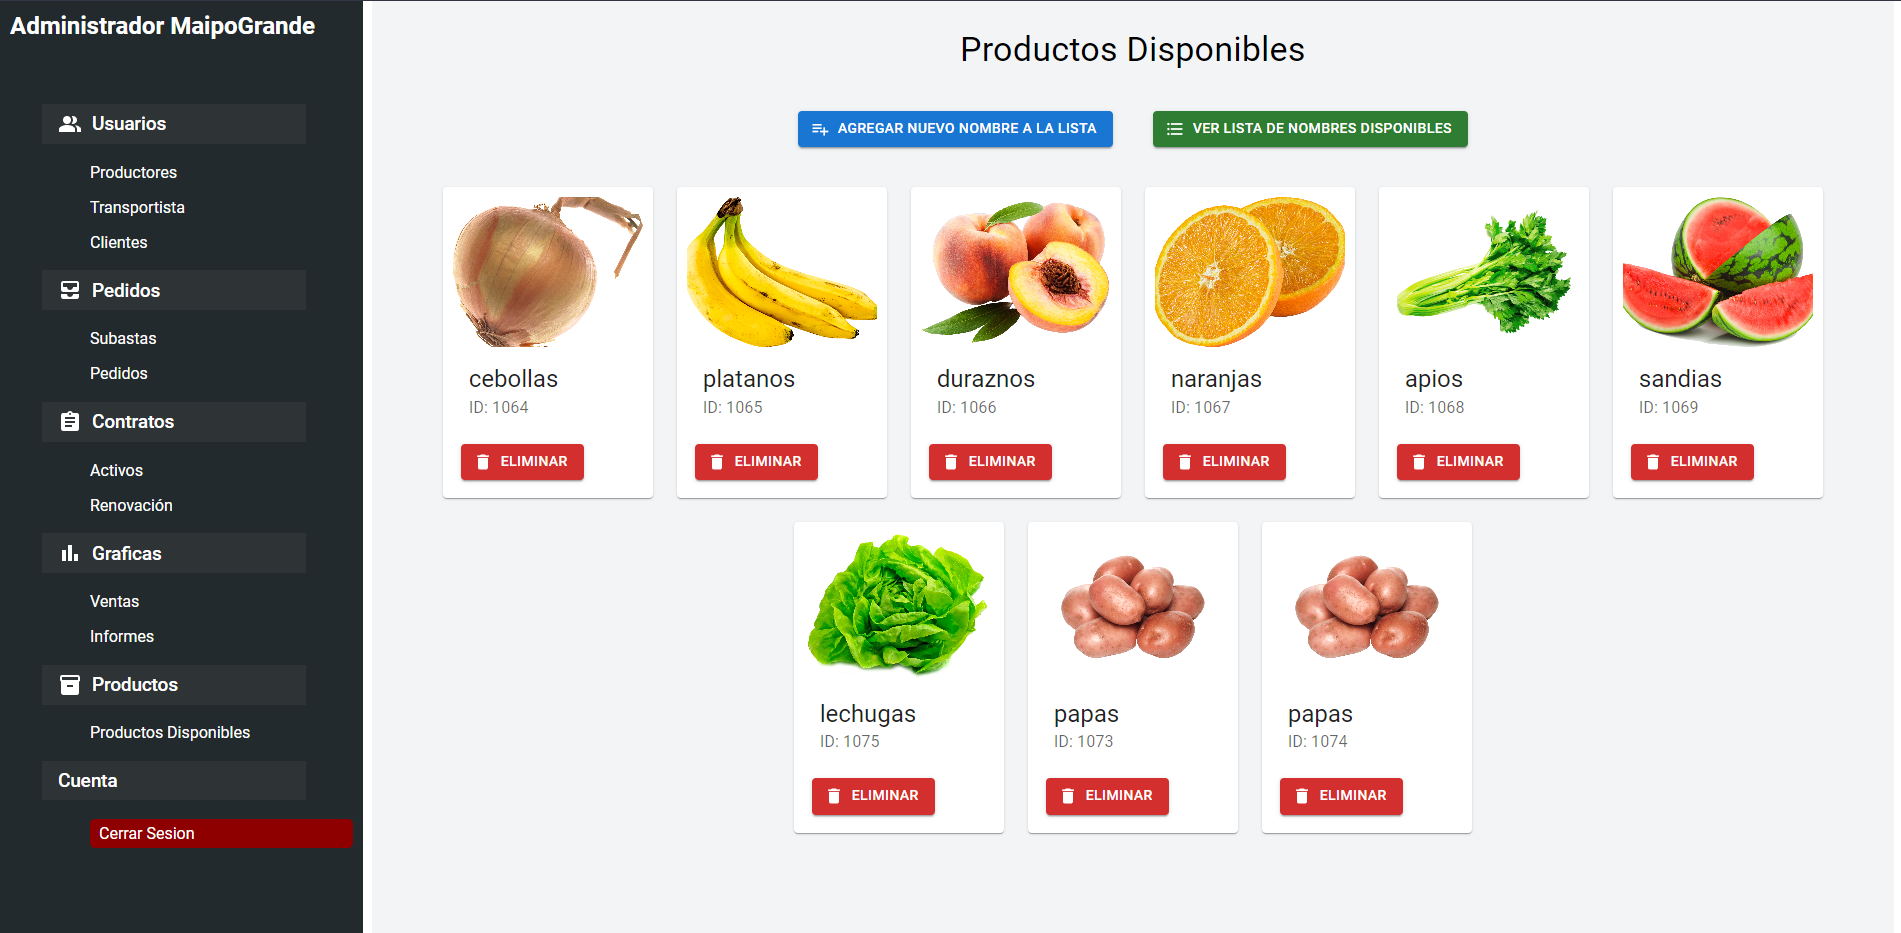 Administrador MaipoGrande
Usuarios
Productores
Transportista
Clientes
Pedidos
Subastas
Pedidos
Contratos
Activos
Renovación
Graficas
Ventas
Informes
Productos
Productos Disponibles
Cuenta
Cerrar Sesion
Productos Disponibles
AGREGAR NUEVO NOMBRE A LA LISTA
VER LISTA DE NOMBRES DISPONIBLES
cebollas
ID: 1064
ELIMINAR
platanos
ID: 1065
ELIMINAR
duraznos
ID: 1066
ELIMINAR
naranjas
ID: 1067
ELIMINAR
apios
ID: 1068
ELIMINAR
sandias
ID: 1069
ELIMINAR
lechugas
ID: 1075
ELIMINAR
papas
ID: 1073
ELIMINAR
papas
ID: 1074
ELIMINAR